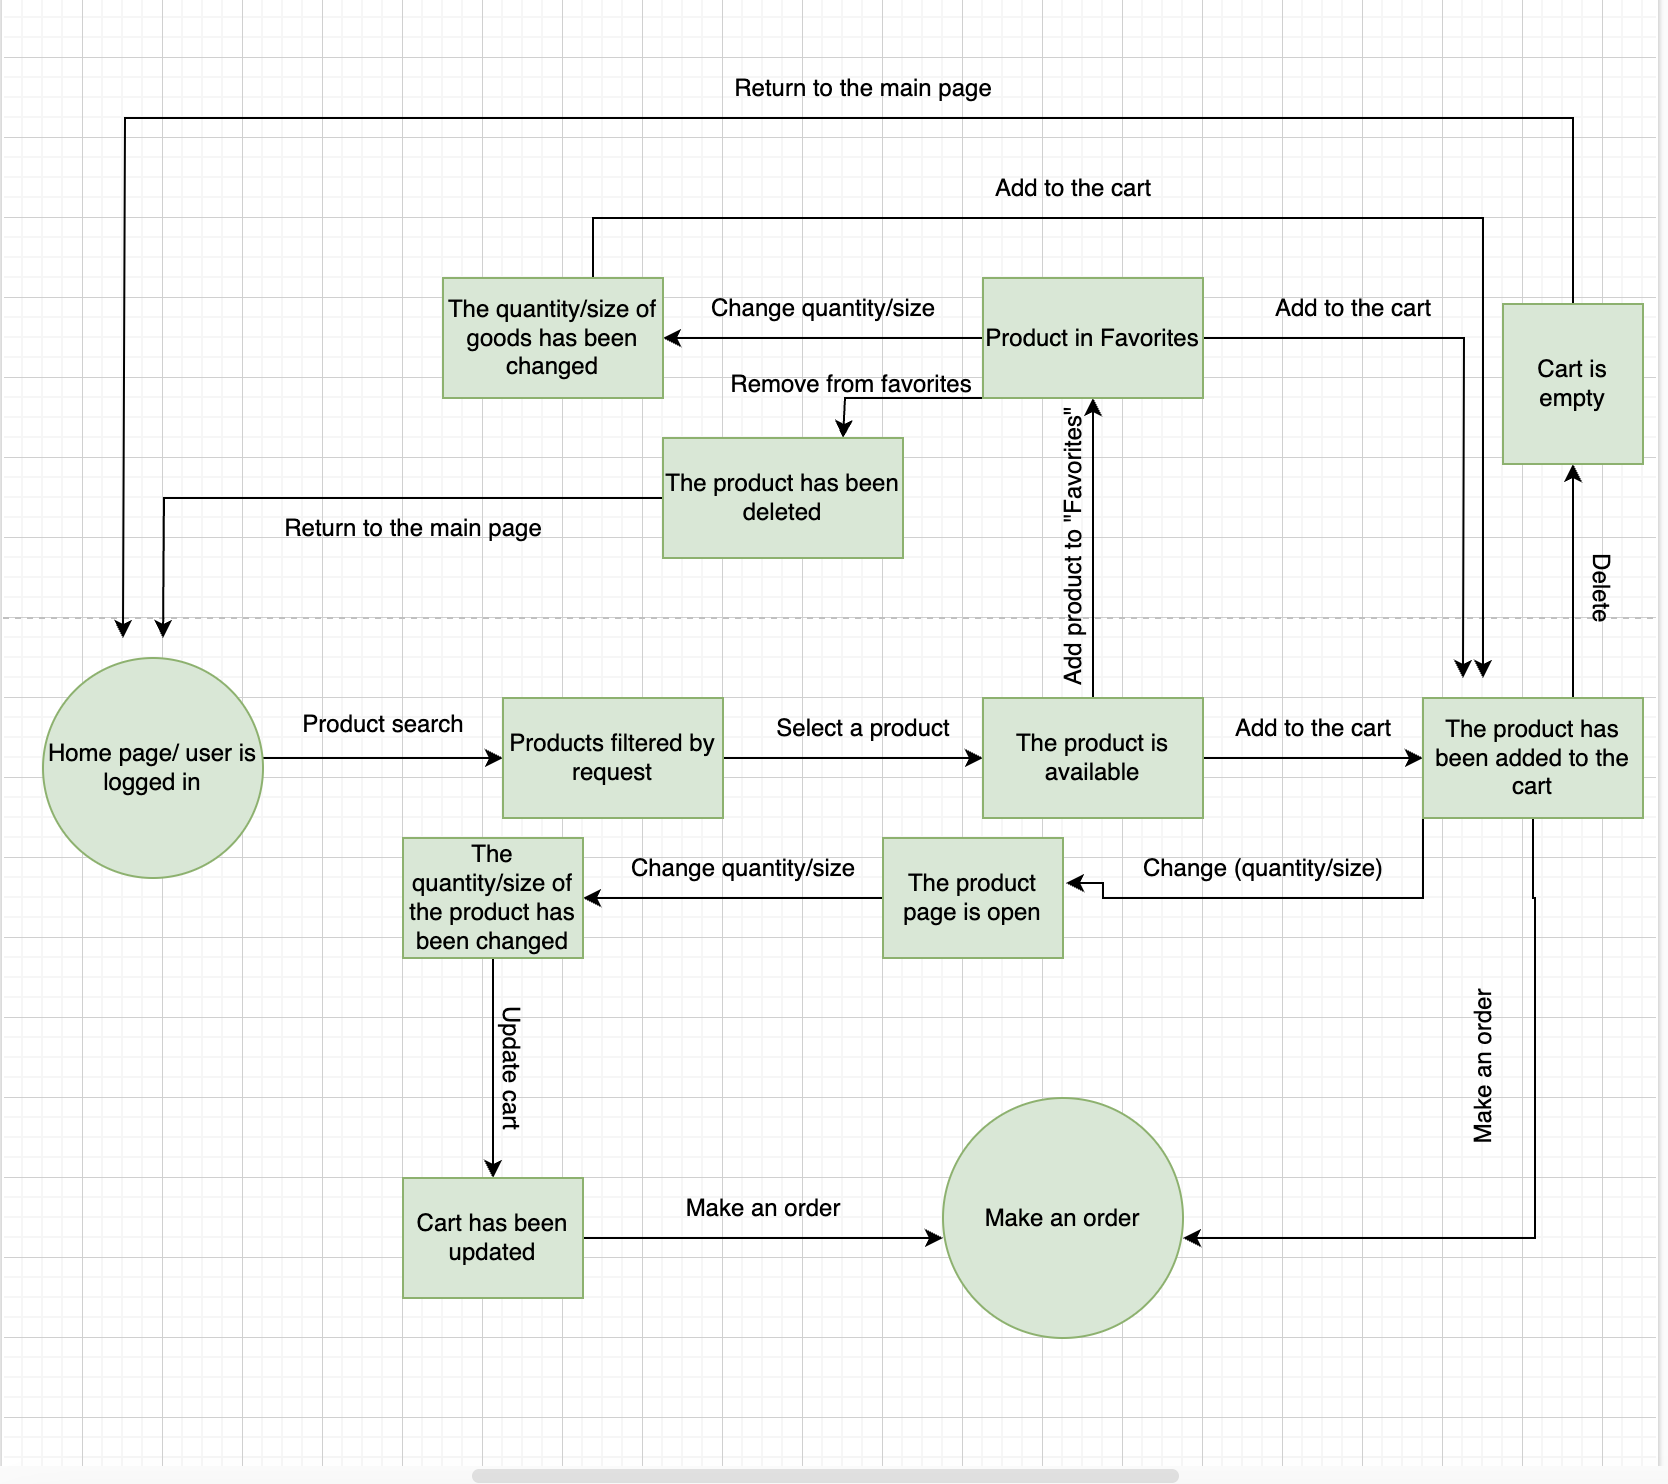 Return to the main page
Add to the cart
The quantity/size of
goods has been
changed
Change quantity/size
Product in Favorites
Add to the cart
Cart is
empty
Remove from favorites
The product has been
deleted
Return to the main page
Add product to "Favorites"
Delete
Home page/ user is
logged in
Product search
Products filtered by
request
Select a product
The product is
available
Add to the cart
The product has
been added to the
cart
The
quantity/size of
the product has
been changed
Change quantity/size
The product
page is open
Change (quantity/size)
Update cart
Make an order
Cart has been
updated
Make an order
Make an order